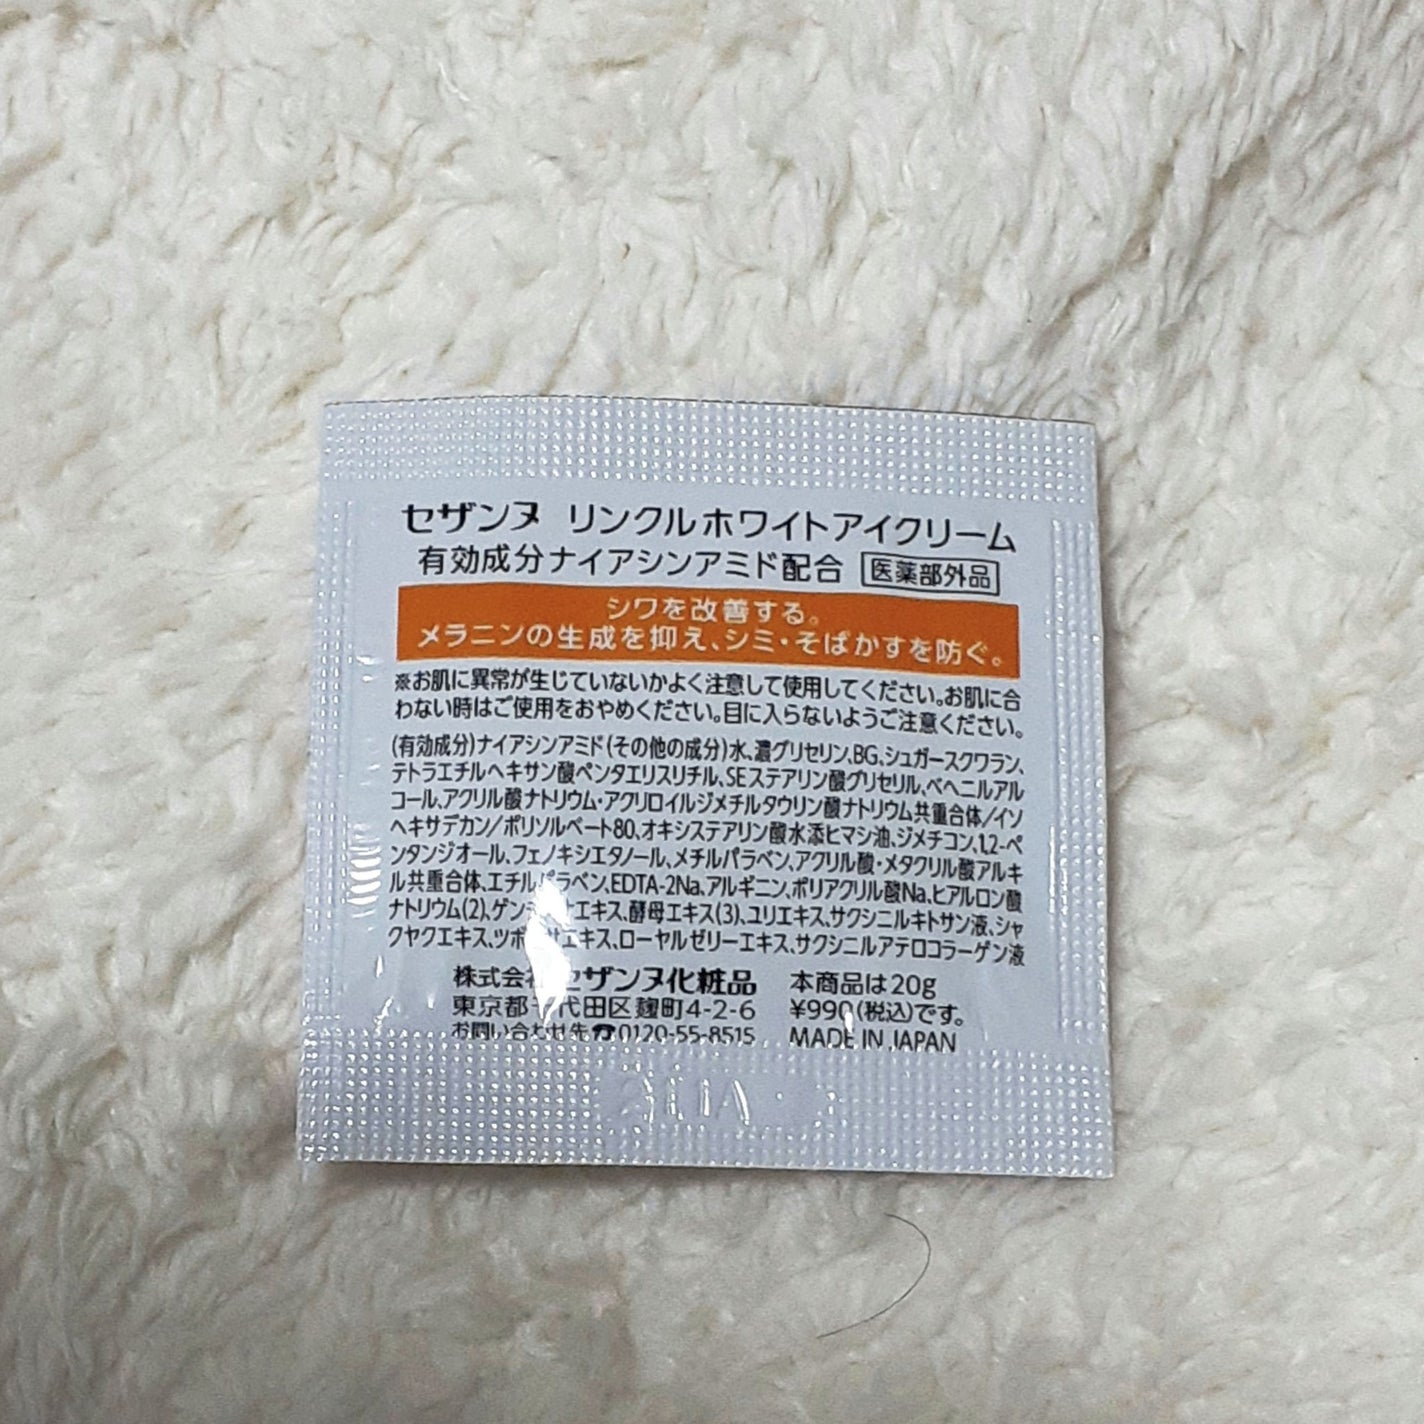 セザンヌ リンクルホワイトアイクリーム
有効成分ナイアシンアミド配合 医薬部外品
シワを改善する。
メラニンの生成を抑え、シミ・そばかすを防ぐ。
※お肌に異常が生じていないかよく注意して使用してください。お肌に合
わない時はご使用をおやめください。目に入らないようご注意ください。
(有効成分)ナイアシンアミド(その他の成分)水、濃グリセリン、BG、シュガースクワラン、
テトラエチルヘキサン酸ペンタエリスリチル、SEステアリン酸グリセリル、ベヘニルアル
コール、アクリル酸ナトリウム・アクリロイルジメチルタウリン酸ナトリウム共重合体/イソ
ヘキサデカン/ポリソルベート80、オキシステアリン酸水添ヒマシ油、ジメチコン、1,2-ペ
ンタンジオール、フェノキシエタノール、メチルパラベン、アクリル酸・メタクリル酸アルキ
ル共重合体、エチルパラベン、EDTA-2Na、アルギニン、ポリアクリル酸Na、ヒアルロン酸
ナトリウム(2)、エキス、酵母エキス(3)、ユリエキス、サクシニルキトサン液、シャ
クヤクエキス、エキス、ローヤルゼリーエキス、サクシニルアテロコラーゲン液
株式会社セザンヌ化粧品 本商品は20g
東京都千代田区麹町4-2-6 ¥990(税込)です。
お問い合わせ先☎0120-55-8515 MADE IN JAPAN